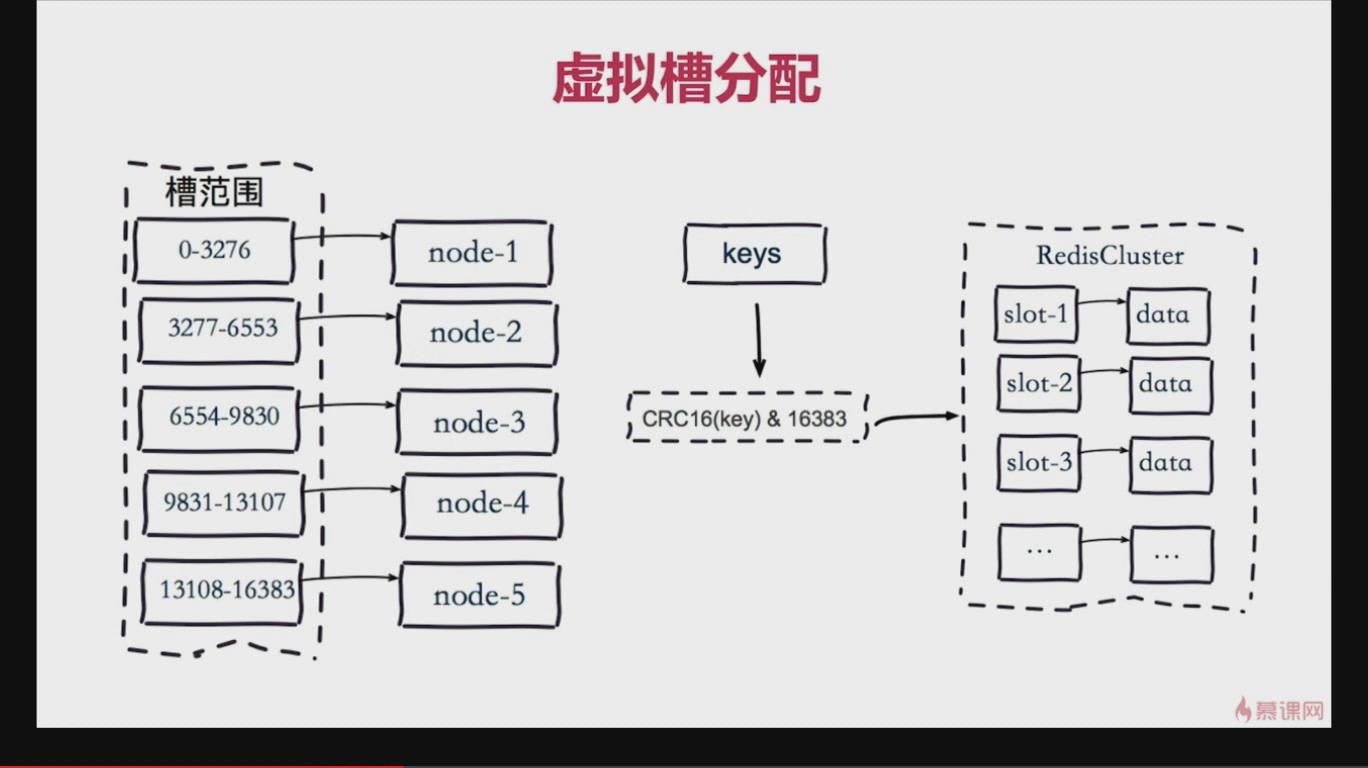 虚拟槽分配
槽范围
0-3276
node-1
3277-6553
node-2
6554-9830
node-3
9831-13107
node-4
13108-16383
node-5
keys
CRC16(key) & 16383
RedisCluster
slot-1
data
slot-2
data
slot-3
data
...
...
慕课网